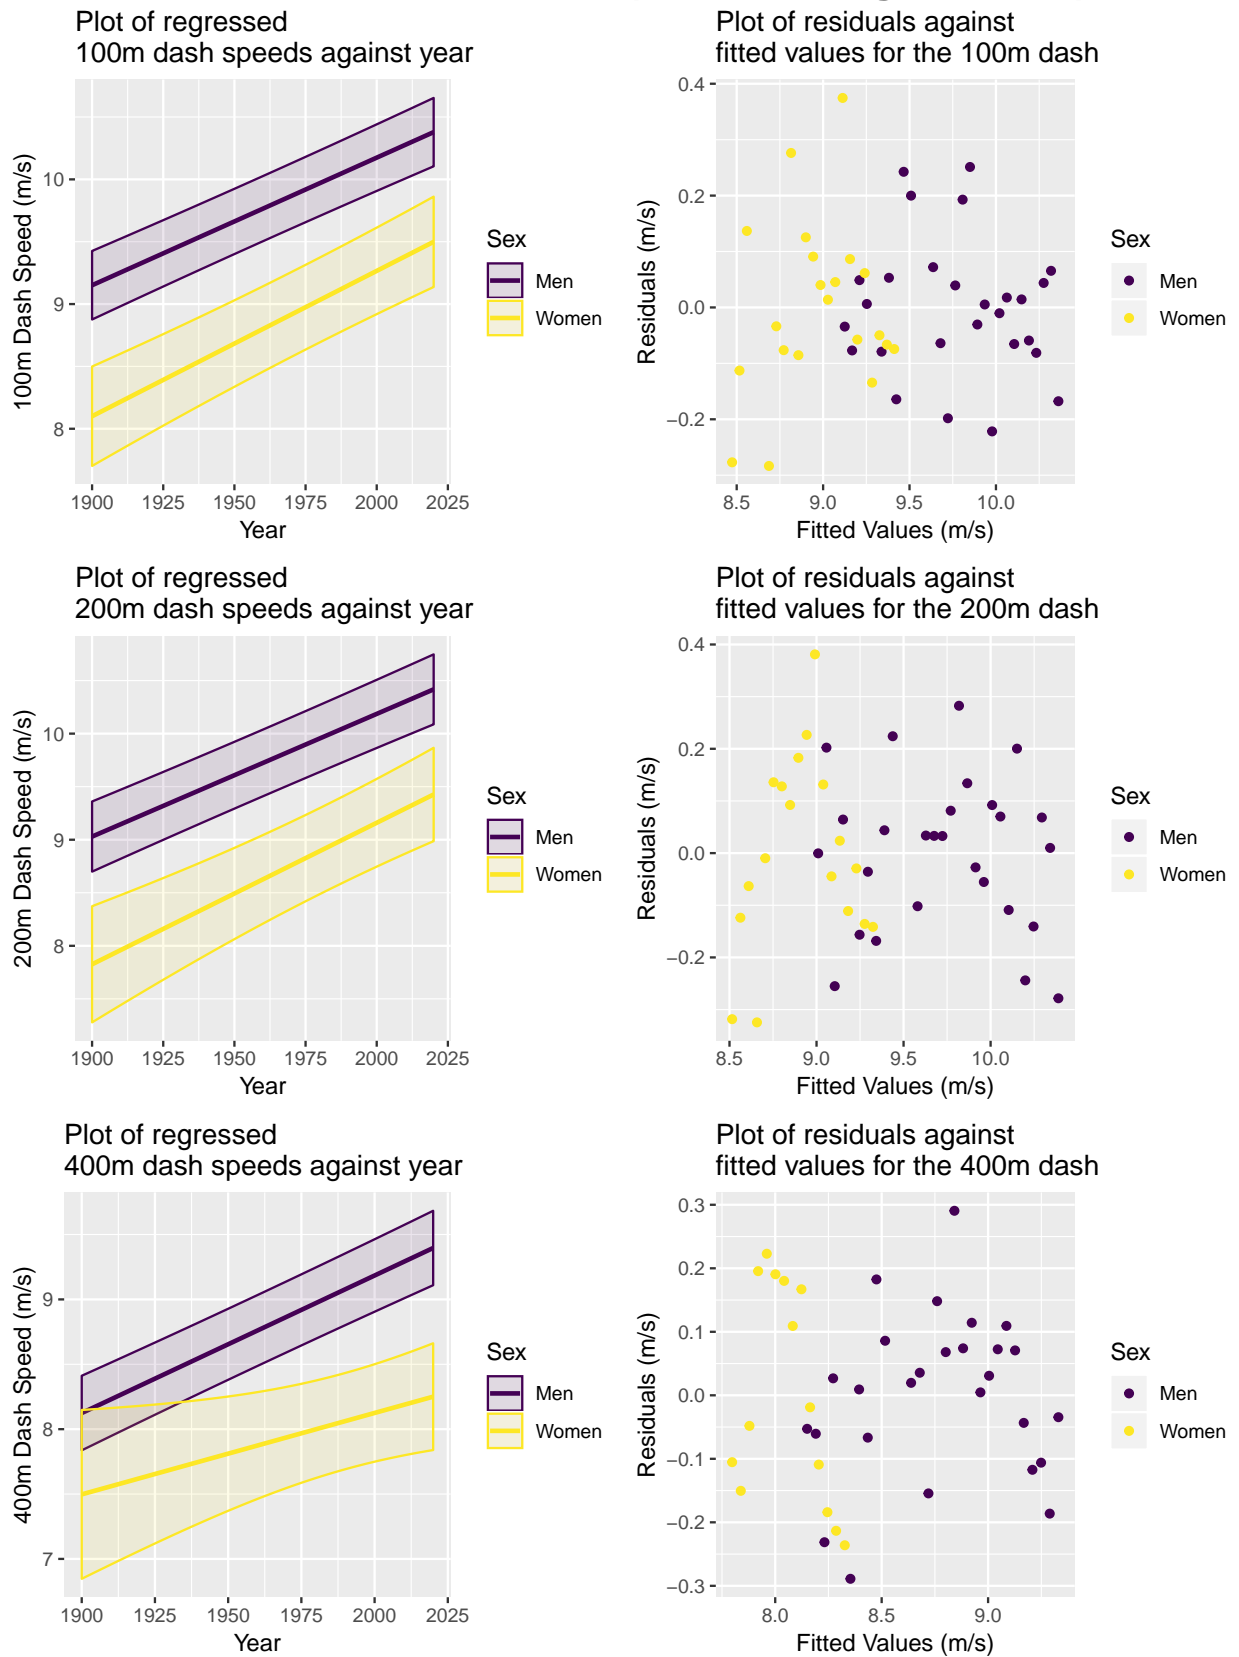 Plot of regressed
100m dash speeds against year
100m Dash Speed (m/s)
10
9
8
1900 1925 1950 1975 2000 2025
Year
Sex
Men
Women
Plot of residuals against
fitted values for the 100m dash
Residuals (m/s)
0.4
0.2
0.0
−0.2
8.5 9.0 9.5 10.0
Fitted Values (m/s)
Sex
Men
Women
Plot of regressed
200m dash speeds against year
200m Dash Speed (m/s)
10
9
8
1900 1925 1950 1975 2000 2025
Year
Sex
Men
Women
Plot of residuals against
fitted values for the 200m dash
Residuals (m/s)
0.4
0.2
0.0
−0.2
8.5 9.0 9.5 10.0
Fitted Values (m/s)
Sex
Men
Women
Plot of regressed
400m dash speeds against year
400m Dash Speed (m/s)
9
8
7
1900 1925 1950 1975 2000 2025
Year
Sex
Men
Women
Plot of residuals against
fitted values for the 400m dash
Residuals (m/s)
0.3
0.2
0.1
0.0
−0.1
−0.2
−0.3
8.0 8.5 9.0
Fitted Values (m/s)
Sex
Men
Women